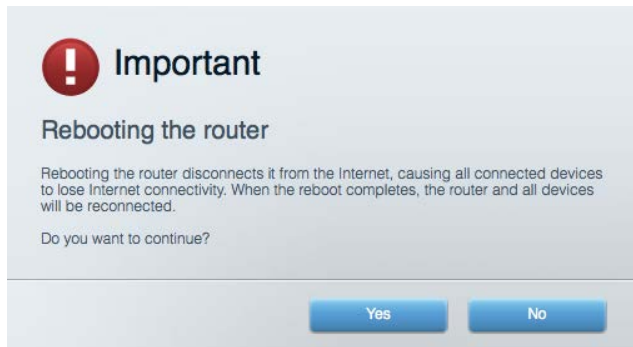 Important
Rebooting the router
Rebooting the router disconnects it from the Internet, causing all connected devices
to lose Internet connectivity. When the reboot completes, the router and all devices
will be reconnected.
Do you want to continue?
Yes No